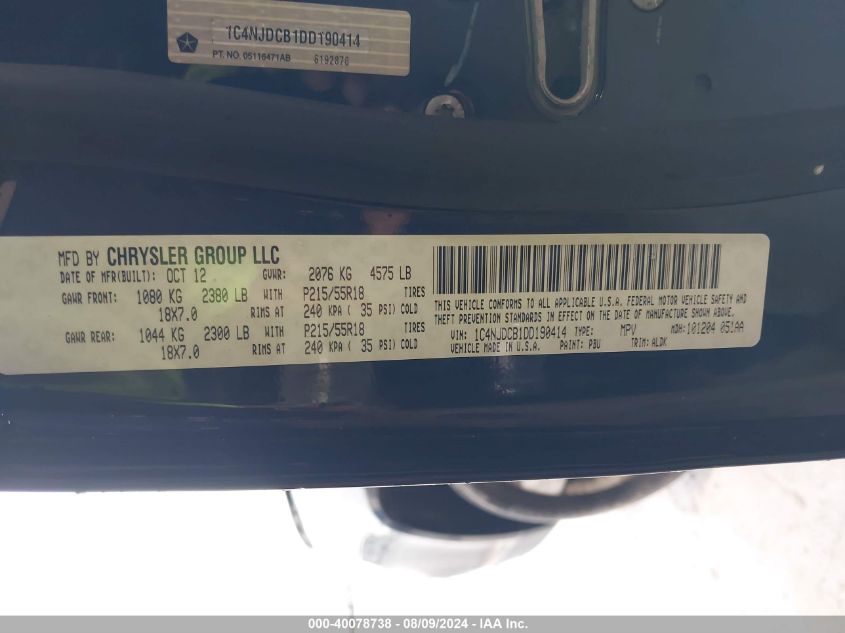 1C4NJDCB1DD190414
PT. NO. 05116471AB 6192876
MFD BY CHRYSLER GROUP LLC
DATE OF MFR(BUILT): OCT 12 GVWR: 2076 KG 4575 LB
GAWR FRONT: 1080 KG 2380 LB WITH P215/55R18 TIRES
18X7.0 RIMS AT 240 KPA ( 35 PSI) COLD
GAWR REAR: 1044 KG 2300 LB WITH P215/55R18 TIRES
18X7.0 RIMS AT 240 KPA ( 35 PSI) COLD
THIS VEHICLE CONFORMS TO ALL APPLICABLE U.S.A. FEDERAL MOTOR VEHICLE SAFETY, BUMPER AND
THEFT PREVENTION STANDARDS IN EFFECT ON THE DATE OF MANUFACTURE SHOWN ABOVE.
VIN: 1C4NJDCB1DD190414 TYPE: MPV MDH: 101204 051AA
VEHICLE MADE IN U.S.A. PAINT: PBU TRIM: ALDK
000-40078738 - 08/09/2024 - IAA Inc.